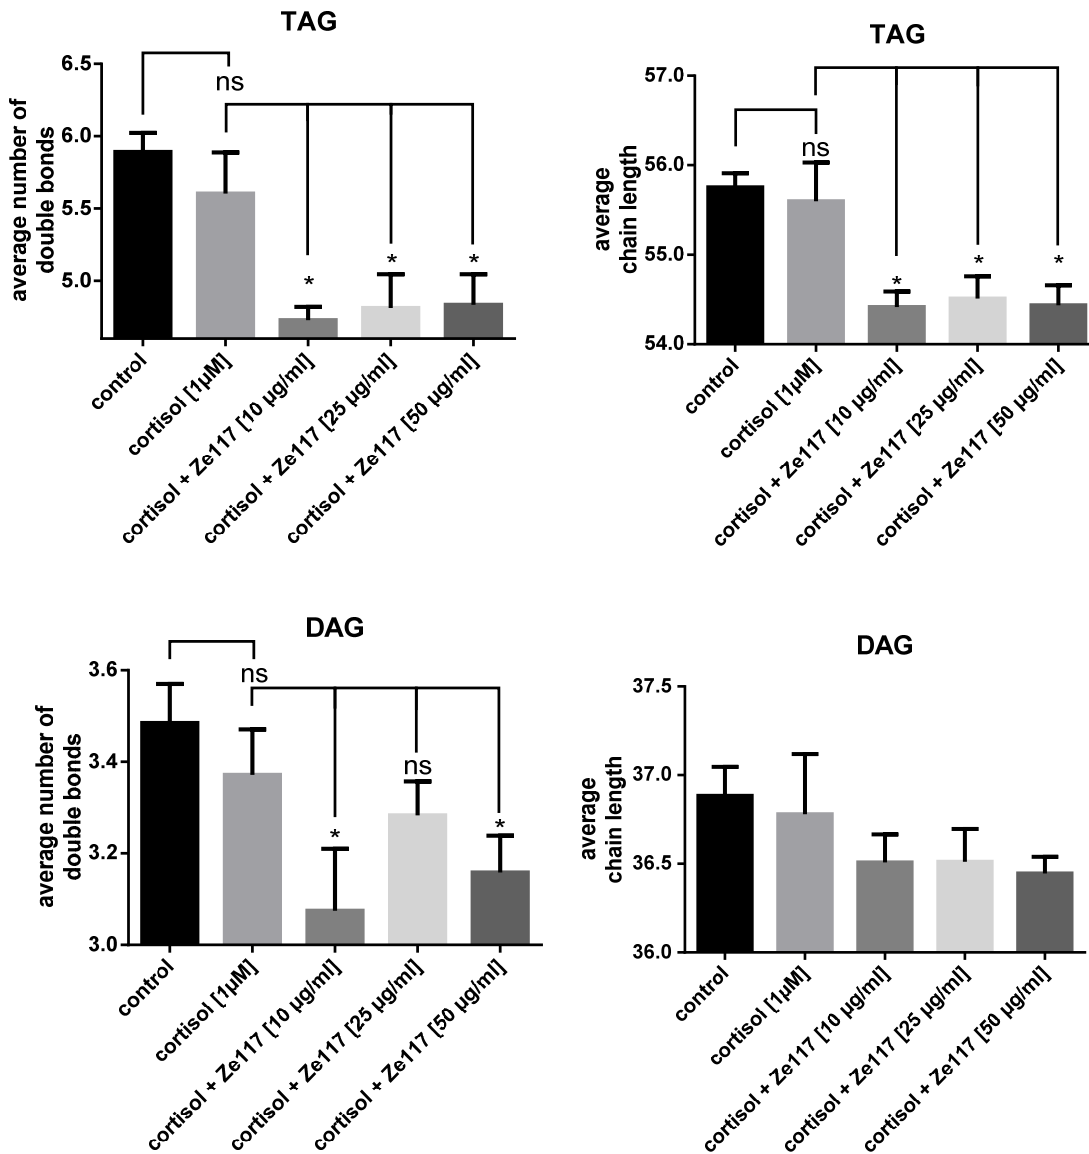 TAG
average number of
double bonds
6.5
6.0
5.5
5.0
ns
*
*
*
control
cortisol [1µM]
cortisol + Ze117 [10 µg/ml]
cortisol + Ze117 [25 µg/ml]
cortisol + Ze117 [50 µg/ml]
TAG
average
chain length
57.0
56.0
55.0
54.0
ns
*
*
*
control
cortisol [1µM]
cortisol + Ze117 [10 µg/ml]
cortisol + Ze117 [25 µg/ml]
cortisol + Ze117 [50 µg/ml]
DAG
average number of
double bonds
3.6
3.4
3.2
3.0
ns
*
ns
*
control
cortisol [1µM]
cortisol + Ze117 [10 µg/ml]
cortisol + Ze117 [25 µg/ml]
cortisol + Ze117 [50 µg/ml]
DAG
average
chain length
37.5
37.0
36.5
36.0
control
cortisol [1µM]
cortisol + Ze117 [10 µg/ml]
cortisol + Ze117 [25 µg/ml]
cortisol + Ze117 [50 µg/ml]